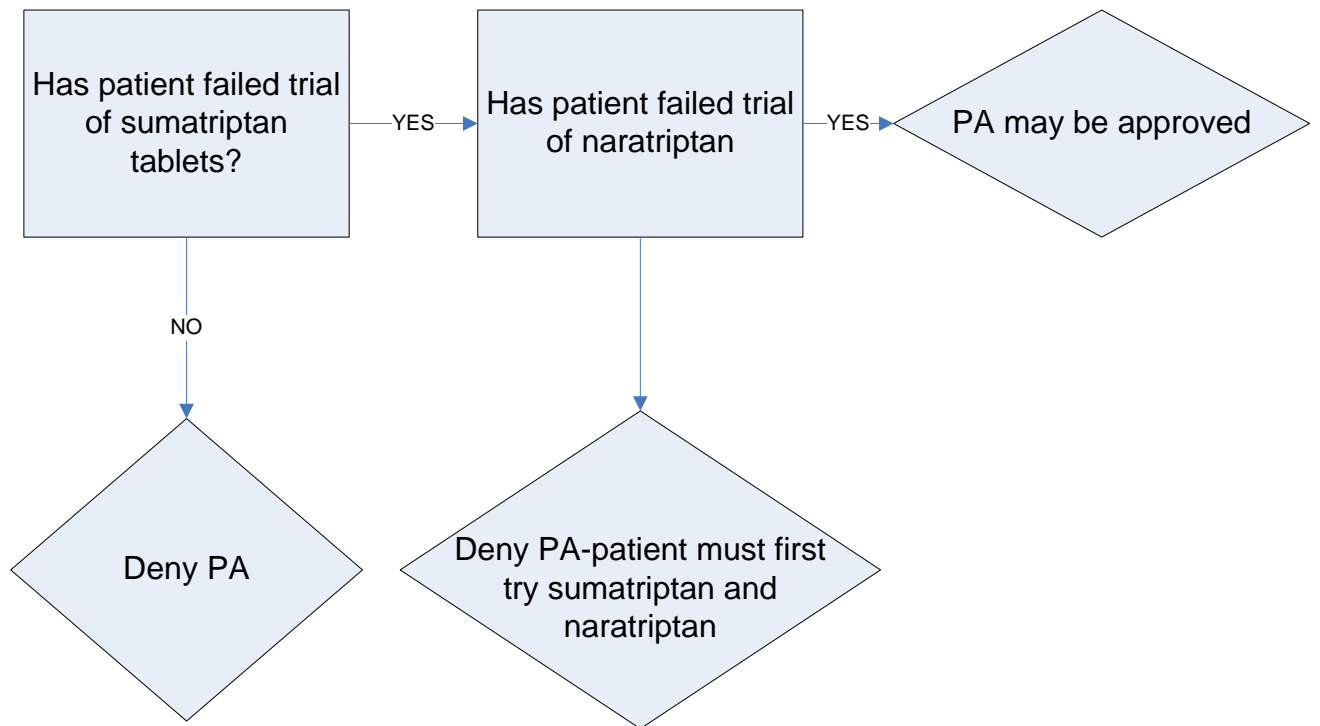 Has patient failed trial
of sumatriptan
tablets?
YES
Has patient failed trial
of naratriptan
YES
PA may be approved
NO
Deny PA
Deny PA-patient must first
try sumatriptan and
naratriptan